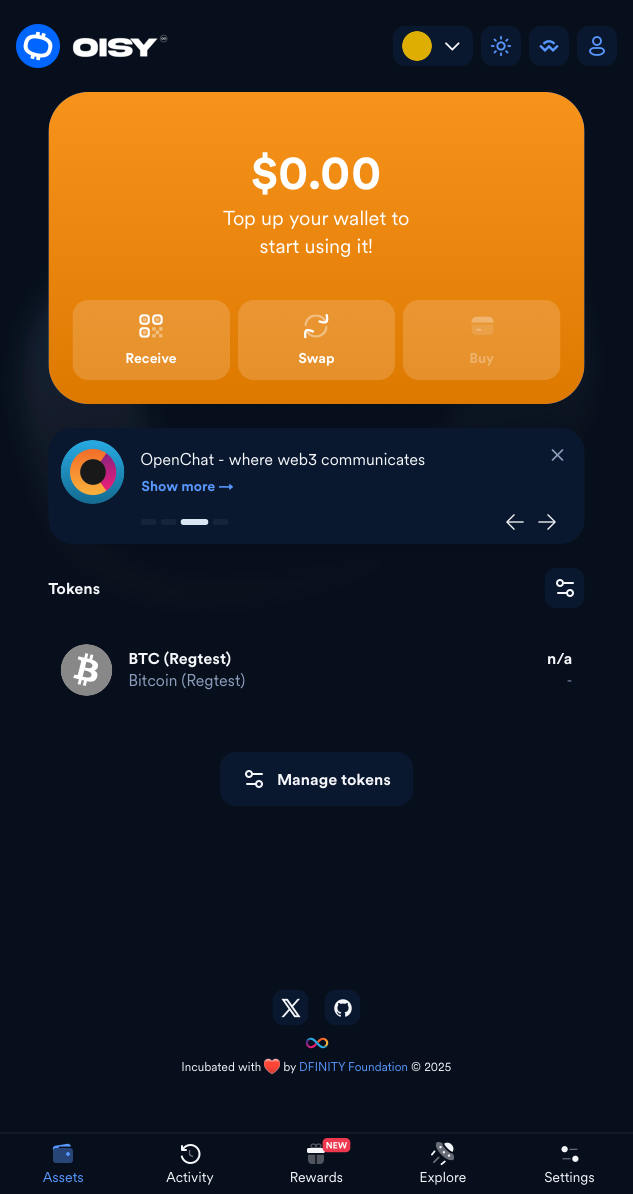 OISY
$0.00
Top up your wallet to
start using it!
Receive
Swap
Buy
OpenChat - where web3 communicates
Show more →
Tokens
BTC (Regtest)
n/a
Bitcoin (Regtest)
-
Manage tokens
Incubated with ❤️ by DFINITY Foundation © 2025
NEW
Assets
Activity
Rewards
Explore
Settings